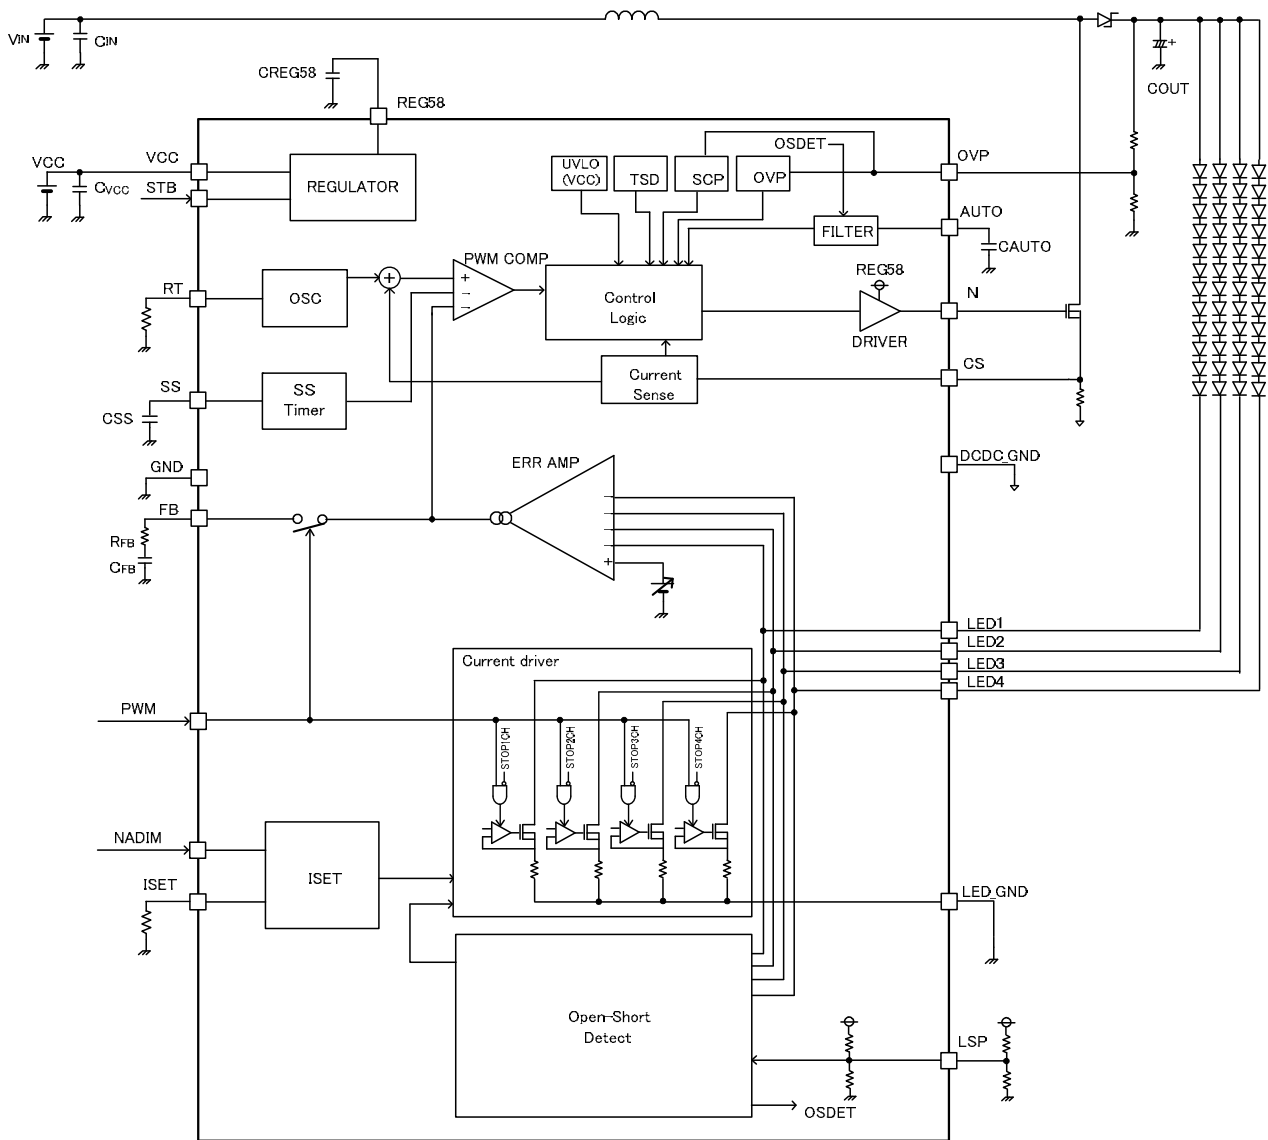 VIN
CIN
COUT
CREG58
REG58
VCC
CVCC
VCC
STB
REGULATOR
UVLO
(VCC)
TSD
SCP
OVP
OSDET
OVP
AUTO
CAUTO
FILTER
PWM COMP
RT
OSC
+
+
−
−
Control
Logic
REG58
DRIVER
N
SS
CSS
SS
Timer
Current
Sense
CS
GND
DCDC_GND
FB
RFB
CFB
ERR AMP
−
−
−
−
+
LED1
LED2
LED3
LED4
Current driver
PWM
STOP1CH
STOP2CH
STOP3CH
STOP4CH
NADIM
ISET
ISET
LED_GND
Open-Short
Detect
LSP
OSDET
+